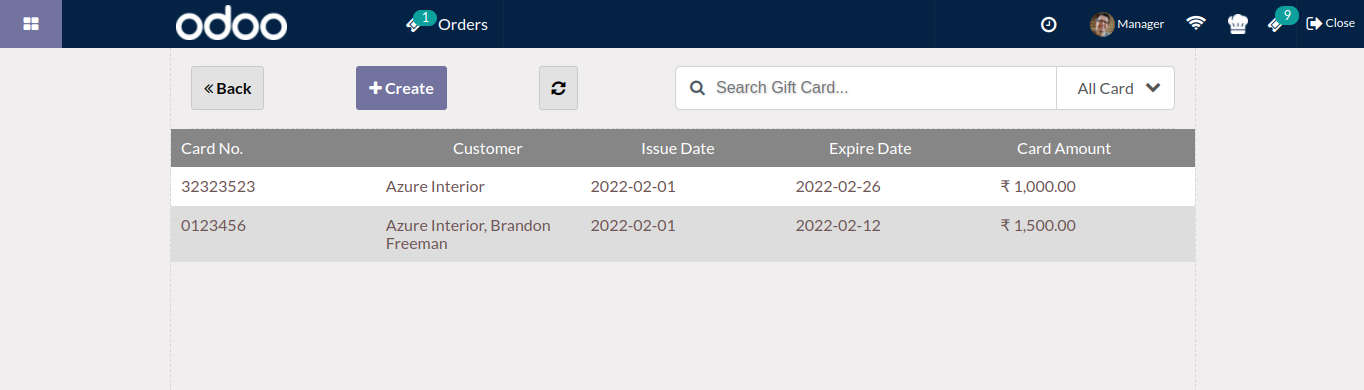 odoo 1 Orders Manager 9 Close
« Back + Create Search Gift Card... All Card
Card No. Customer Issue Date Expire Date Card Amount
32323523 Azure Interior 2022-02-01 2022-02-26 ₹ 1,000.00
0123456 Azure Interior, Brandon 2022-02-01 2022-02-12 ₹ 1,500.00
Freeman